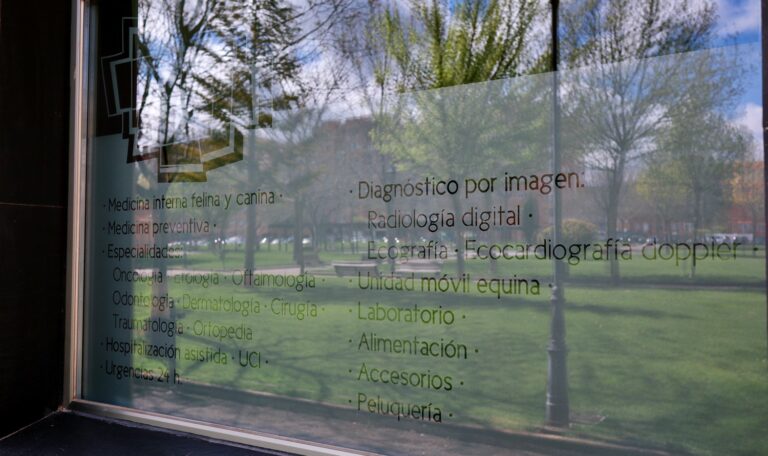 · Medicina interna felina y canina ·
· Medicina preventiva ·
· Especialidades:
Oncología · Etología · Oftalmología ·
Odontología · Dermatología · Cirugía ·
Traumatología · Ortopedia
· Hospitalización asistida · UCI ·
· Urgencias 24 h. ·
· Diagnóstico por imagen:
Radiología digital ·
Ecografía · Ecocardiografía doppler ·
· Unidad móvil equina ·
· Laboratorio ·
· Alimentación ·
· Accesorios ·
· Peluquería ·